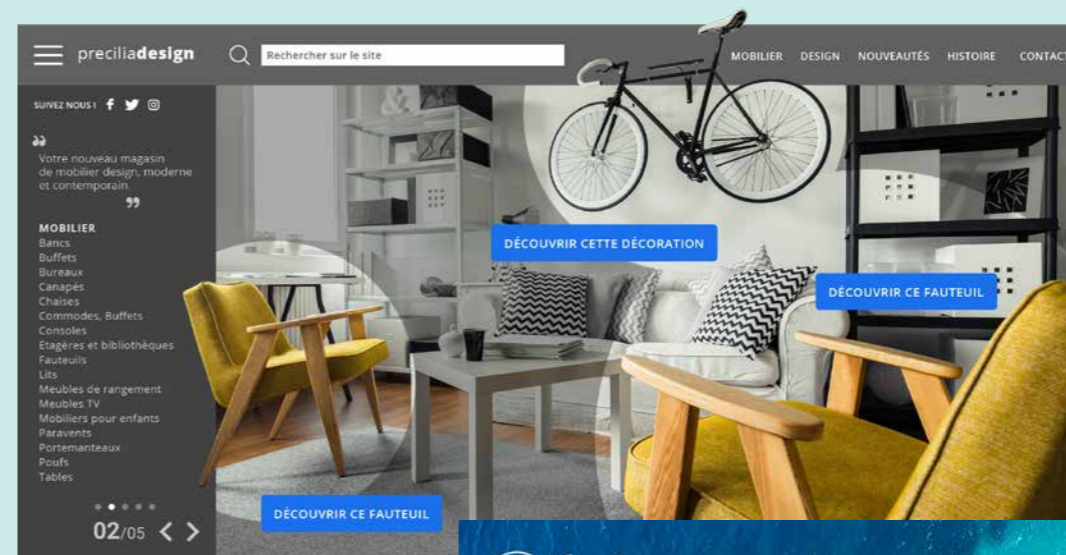 preciliadesign
Rechercher sur le site
MOBILIER DESIGN NOUVEAUTÉS HISTOIRE CONTACT
SUIVEZ NOUS !
“
Votre nouveau magasin
de mobilier design, moderne
et contemporain.
”
MOBILIER
Bancs
Buffets
Bureaux
Canapés
Chaises
Commodes, Buffets
Consoles
Étagères et bibliothèques
Fauteuils
Lits
Meubles de rangement
Meubles TV
Mobiliers pour enfants
Paravents
Portemanteaux
Poufs
Tables
02/05
DÉCOUVRIR CETTE DÉCORATION
DÉCOUVRIR CE FAUTEUIL
DÉCOUVRIR CE FAUTEUIL